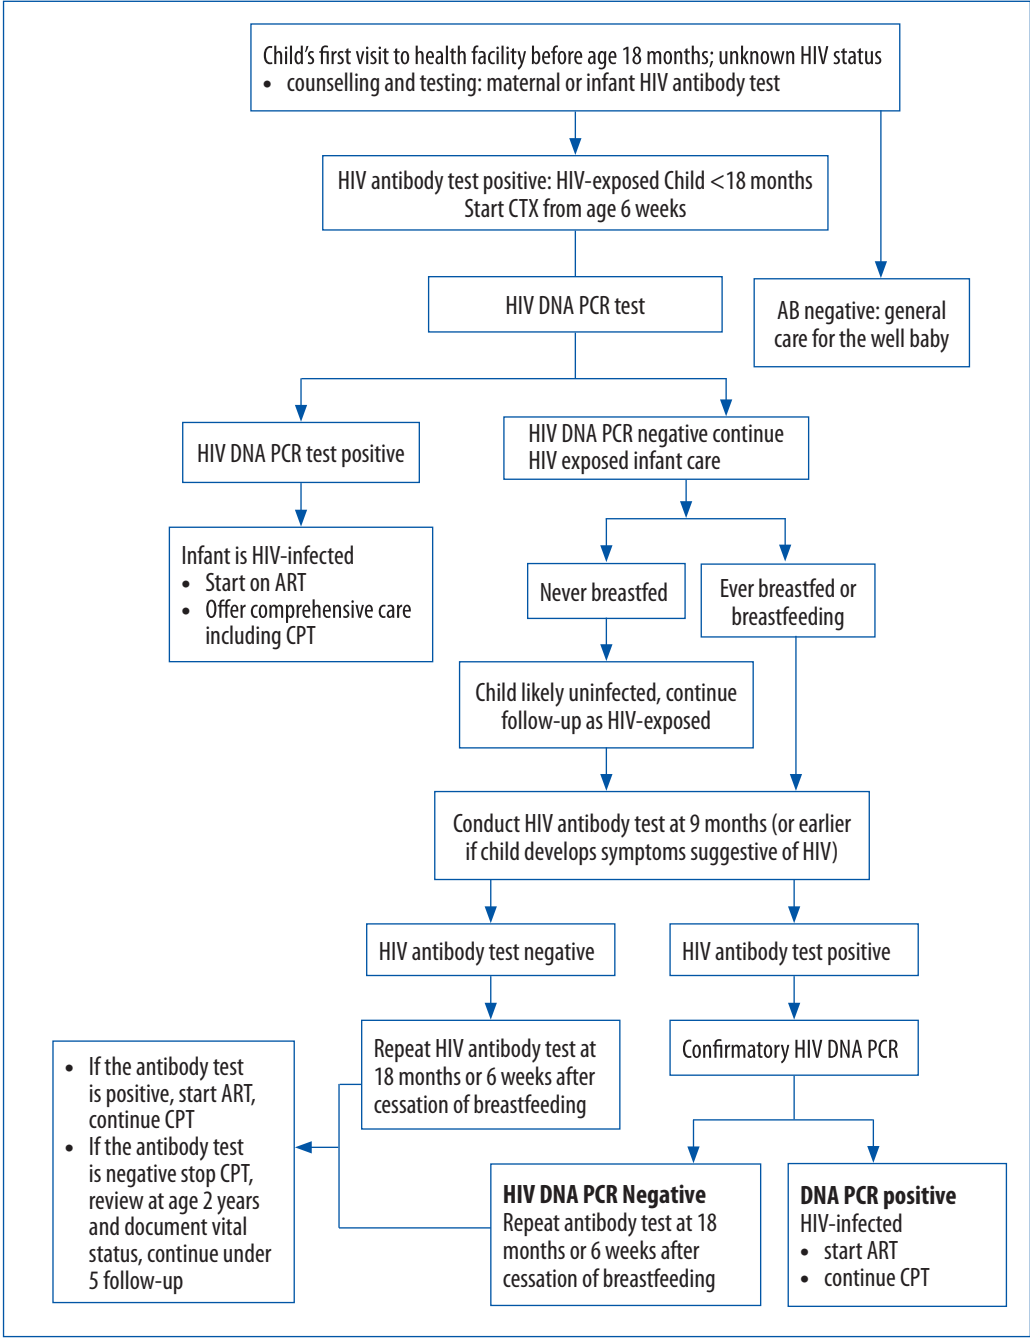 Child’s first visit to health facility before age 18 months; unknown HIV status
• counselling and testing: maternal or infant HIV antibody test
HIV antibody test positive: HIV-exposed Child <18 months
Start CTX from age 6 weeks
HIV DNA PCR test
AB negative: general
care for the well baby
HIV DNA PCR test positive
HIV DNA PCR negative continue
HIV exposed infant care
Infant is HIV-infected
• Start on ART
• Offer comprehensive care
including CPT
Never breastfed
Ever breastfed or
breastfeeding
Child likely uninfected, continue
follow-up as HIV-exposed
Conduct HIV antibody test at 9 months (or earlier
if child develops symptoms suggestive of HIV)
HIV antibody test negative
HIV antibody test positive
Repeat HIV antibody test at
18 months or 6 weeks after
cessation of breastfeeding
Confirmatory HIV DNA PCR
• If the antibody test
is positive, start ART,
continue CPT
• If the antibody test
is negative stop CPT,
review at age 2 years
and document vital
status, continue under
5 follow-up
HIV DNA PCR Negative
Repeat antibody test at 18
months or 6 weeks after
cessation of breastfeeding
DNA PCR positive
HIV-infected
• start ART
• continue CPT